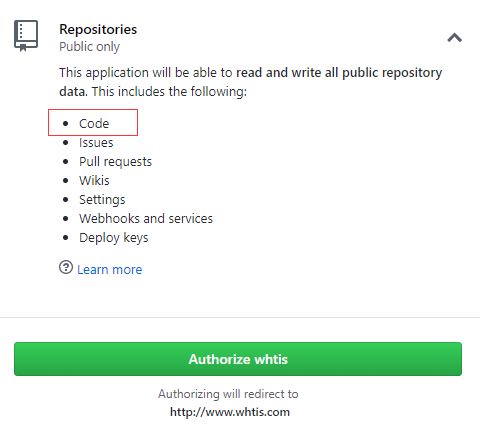 Repositories
Public only
This application will be able to read and write all public repository
data. This includes the following:
Code
Issues
Pull requests
Wikis
Settings
Webhooks and services
Deploy keys
Learn more
Authorize whtis
Authorizing will redirect to
http://www.whtis.com